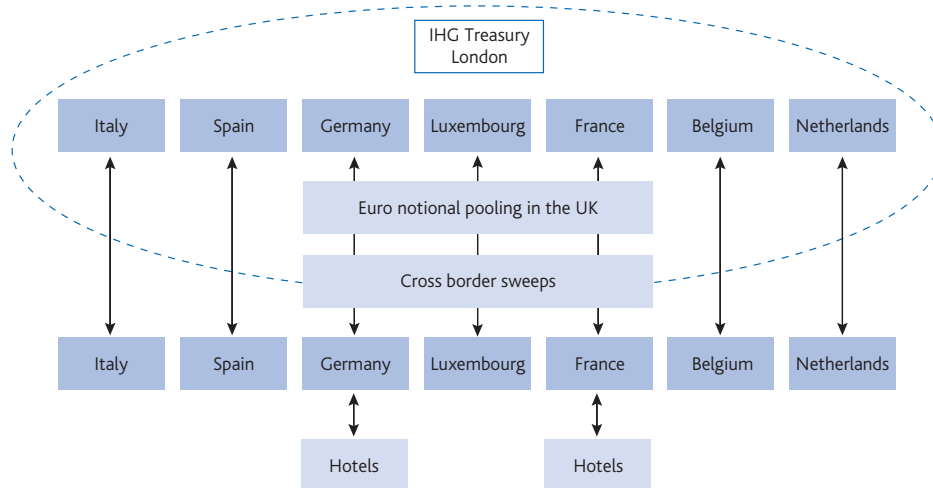 IHG Treasury
London
Italy
Spain
Germany
Luxembourg
France
Belgium
Netherlands
Euro notional pooling in the UK
Cross border sweeps
Italy
Spain
Germany
Luxembourg
France
Belgium
Netherlands
Hotels
Hotels